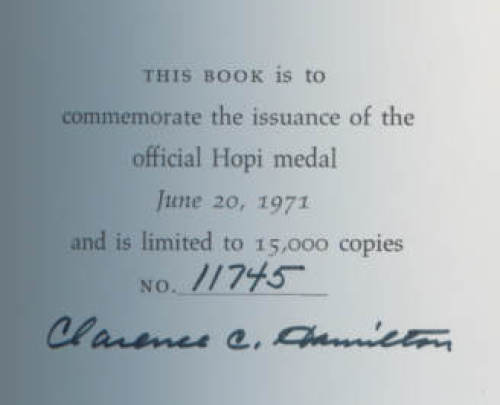 THIS BOOK is to
commemorate the issuance of the
official Hopi medal
June 20, 1971
and is limited to 15,000 copies
NO. 11745
Clarence C. Hamilton